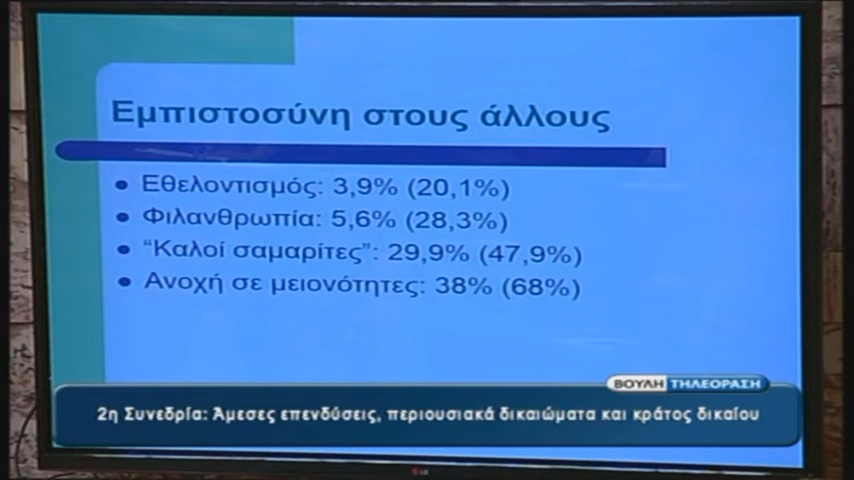 Εμπιστοσύνη στους άλλους
• Εθελοντισμός: 3,9% (20,1%)
• Φιλανθρωπία: 5,6% (28,3%)
• “Καλοί σαμαρίτες”: 29,9% (47,9%)
• Ανοχή σε μειονότητες: 38% (68%)
ΒΟΥΛΗ ΤΗΛΕΟΡΑΣΗ
2η Συνεδρία: Άμεσες επενδύσεις, περιουσιακά δικαιώματα και κράτος δικαίου
LG